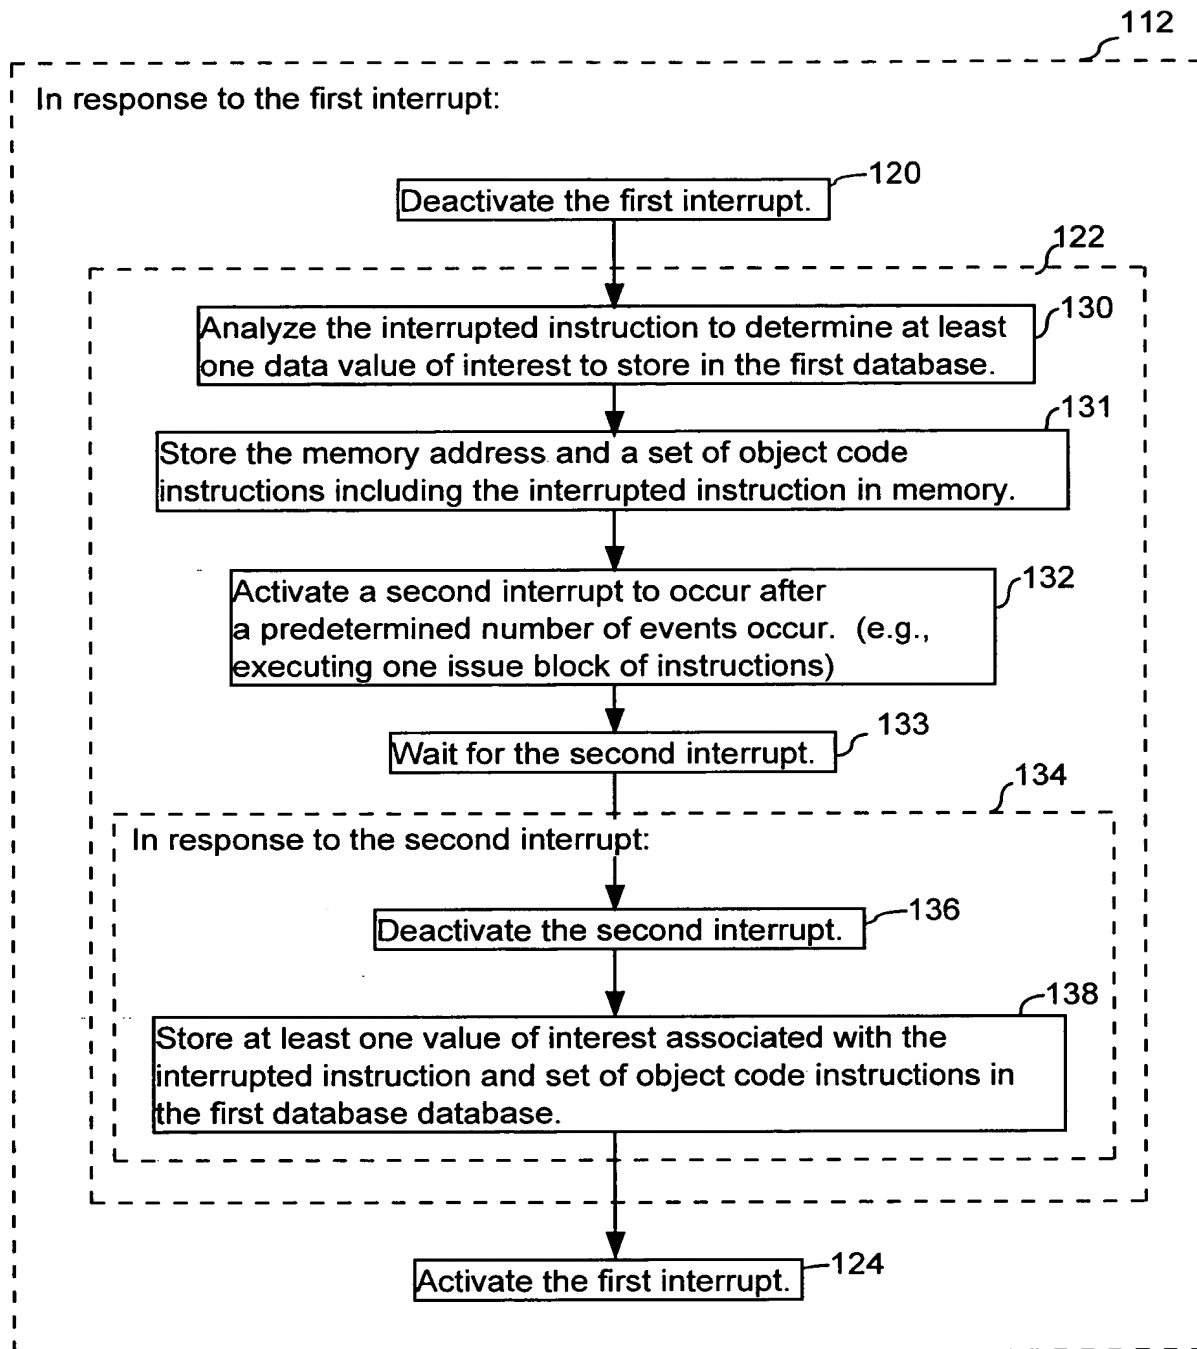 112
In response to the first interrupt:
120
Deactivate the first interrupt.
122
130
Analyze the interrupted instruction to determine at least
one data value of interest to store in the first database.
131
Store the memory address and a set of object code
instructions including the interrupted instruction in memory.
132
Activate a second interrupt to occur after
a predetermined number of events occur. (e.g.,
executing one issue block of instructions)
133
Wait for the second interrupt.
134
In response to the second interrupt:
136
Deactivate the second interrupt.
138
Store at least one value of interest associated with the
interrupted instruction and set of object code instructions in
the first database database.
124
Activate the first interrupt.